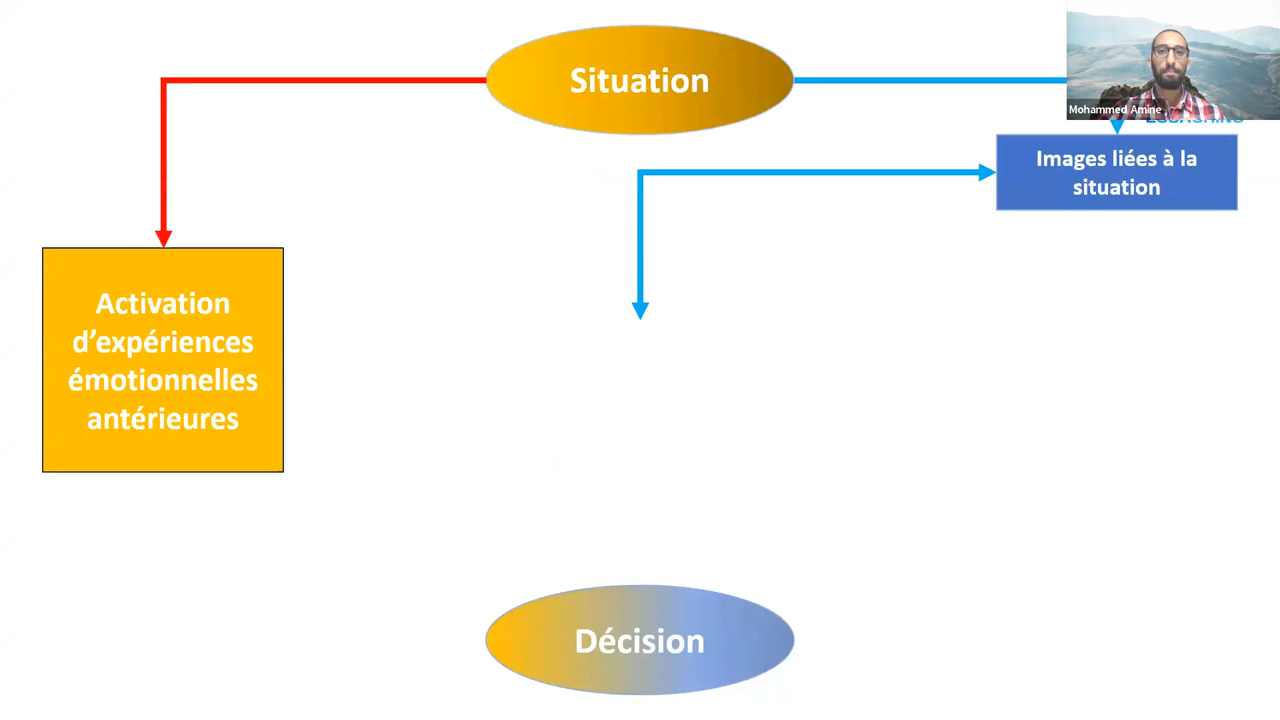 Situation
Mohammed Amine
Images liées à la
situation
Activation
d’expériences
émotionnelles
antérieures
Décision